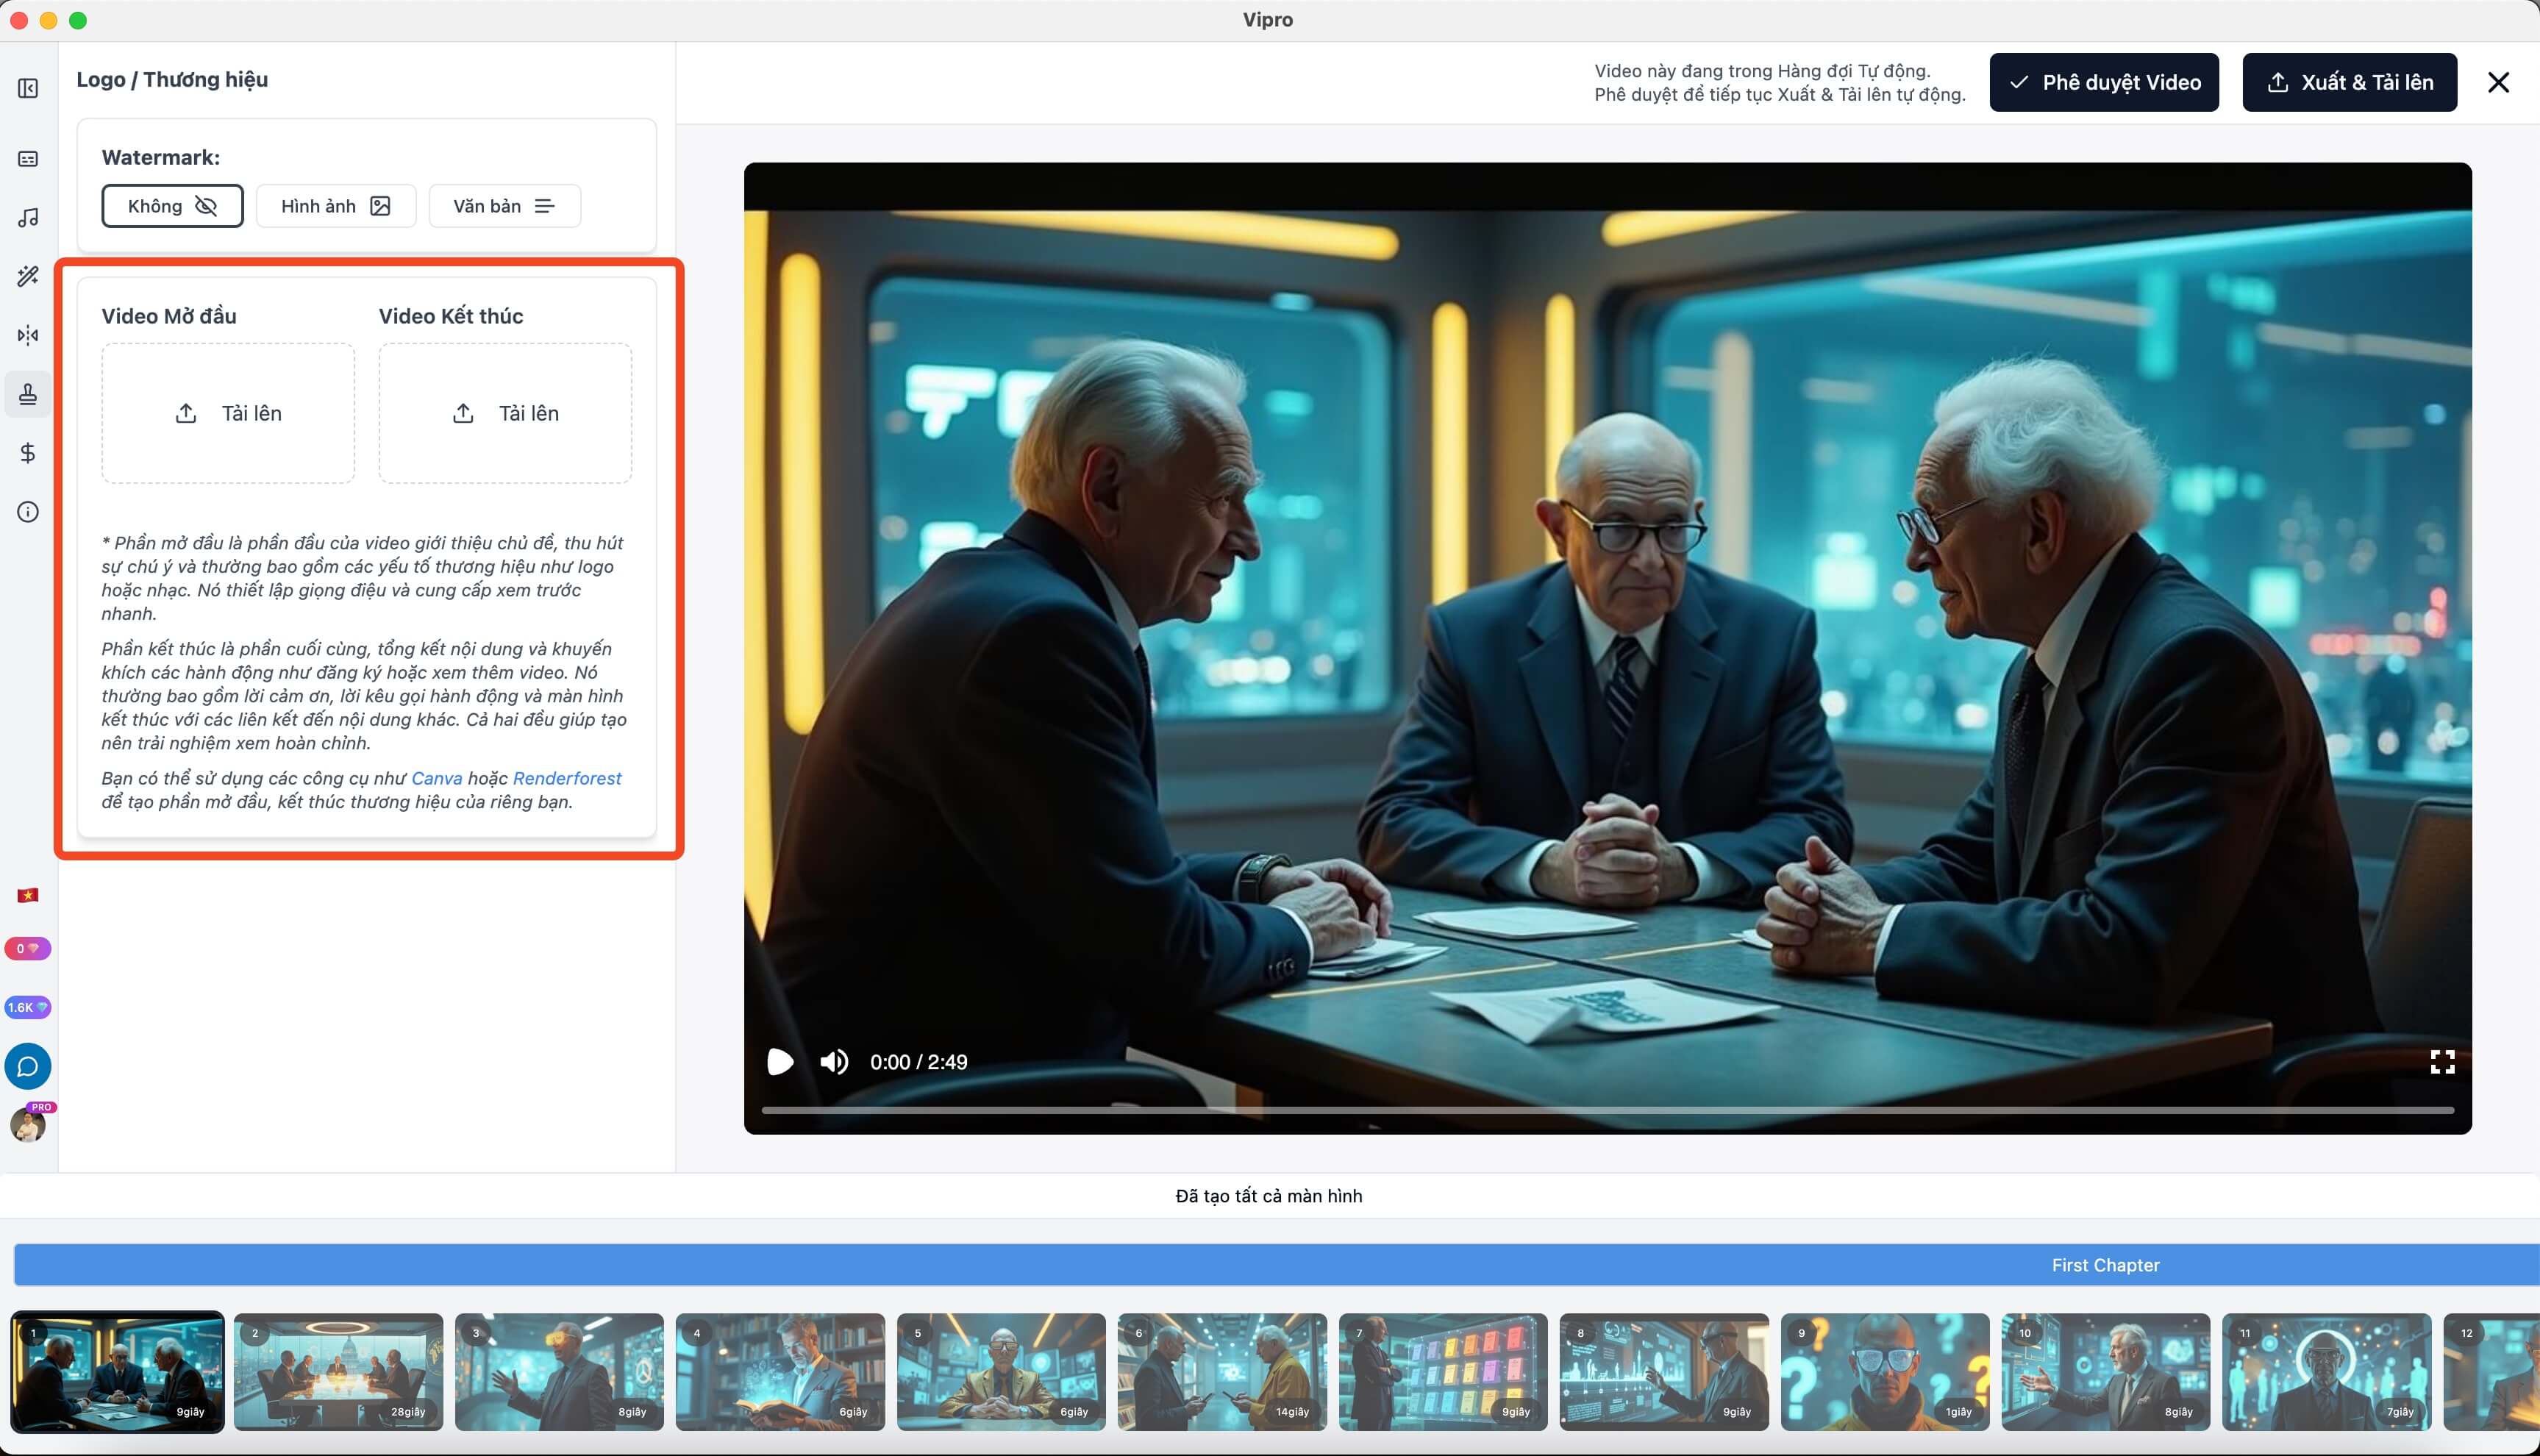 Vipro
Logo / Thương hiệu
Video này đang trong Hàng đợi Tự động.
Phê duyệt để tiếp tục Xuất & Tải lên tự động.
Phê duyệt Video
Xuất & Tải lên
Watermark:
Không
Hình ảnh
Văn bản
Video Mở đầu
Video Kết thúc
Tải lên
Tải lên
* Phần mở đầu là phần đầu của video giới thiệu chủ đề, thu hút
sự chú ý và thường bao gồm các yếu tố thương hiệu như logo
hoặc nhạc. Nó thiết lập giọng điệu và cung cấp xem trước
nhanh.
Phần kết thúc là phần cuối cùng, tổng kết nội dung và khuyến
khích các hành động như đăng ký hoặc xem thêm video. Nó
thường bao gồm lời cảm ơn, lời kêu gọi hành động và màn hình
kết thúc với các liên kết đến nội dung khác. Cả hai đều giúp tạo
nên trải nghiệm xem hoàn chỉnh.
Bạn có thể sử dụng các công cụ như Canva hoặc Renderforest
để tạo phần mở đầu, kết thúc thương hiệu của riêng bạn.
0
1.6K
PRO
0:00 / 2:49
Đã tạo tất cả màn hình
First Chapter
1
9giây
2
28giây
3
8giây
4
6giây
5
6giây
6
14giây
7
9giây
8
9giây
9
1giây
10
8giây
11
7giây
12